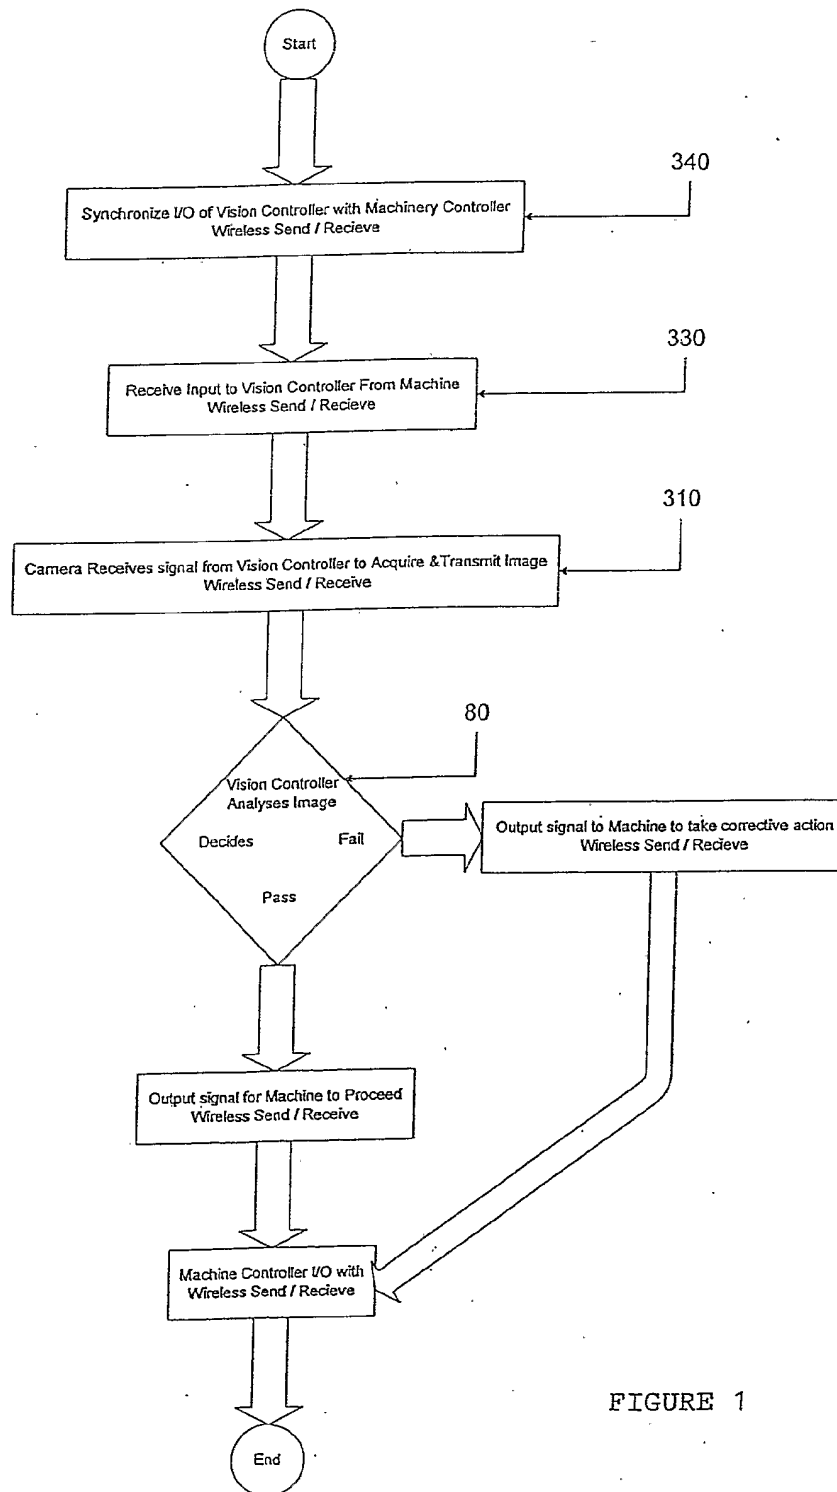 Start
340
Synchronize I/O of Vision Controller with Machinery Controller
Wireless Send / Recieve
330
Receive Input to Vision Controller From Machine
Wireless Send / Recieve
310
Camera Receives signal from Vision Controller to Acquire &Transmit Image
Wireless Send / Receive
80
Vision Controller
Analyses Image
Decides
Fail
Pass
Output signal to Machine to take corrective action
Wireless Send / Recieve
Output signal for Machine to Proceed
Wireless Send / Receive
Machine Controller I/O with
Wireless Send / Recieve
End
FIGURE 1